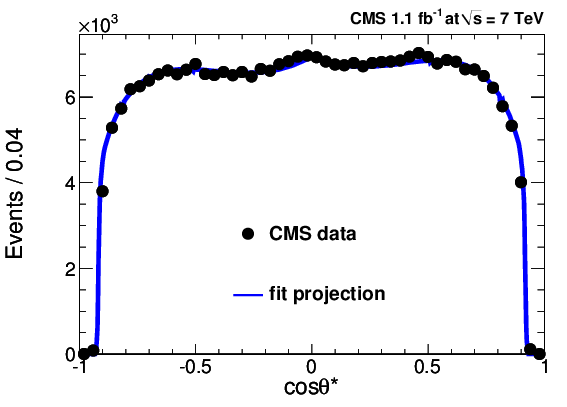 ×10³
CMS 1.1 fb⁻¹ at √s = 7 TeV
Events / 0.04
6
4
2
0
CMS data
fit projection
-1 -0.5 0 0.5 1
cosθ*